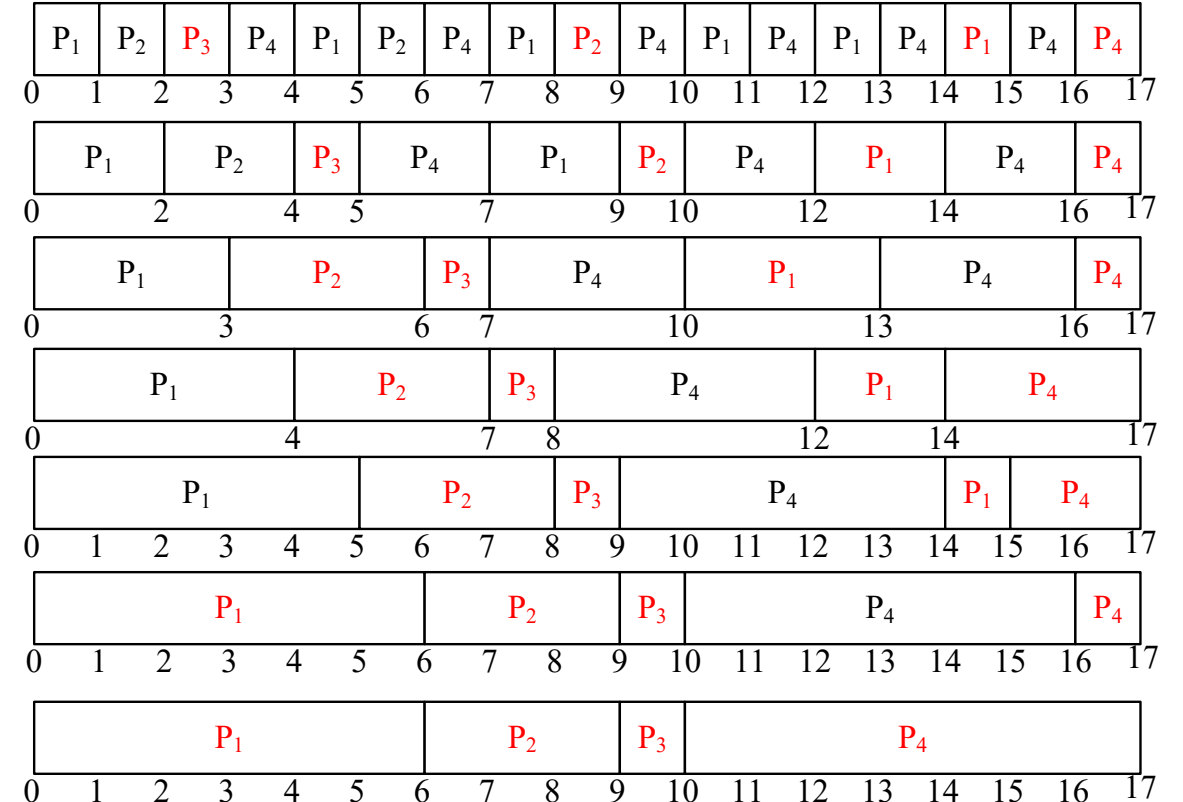 P₁ P₂ P₃ P₄ P₁ P₂ P₄ P₁ P₂ P₄ P₁ P₄ P₁ P₄ P₁ P₄ P₄
0 1 2 3 4 5 6 7 8 9 10 11 12 13 14 15 16 17
P₁ P₂ P₃ P₄ P₁ P₂ P₄ P₁ P₄ P₄
0 2 4 5 7 9 10 12 14 16 17
P₁ P₂ P₃ P₄ P₁ P₄ P₄
0 3 6 7 10 13 16 17
P₁ P₂ P₃ P₄ P₁ P₄
0 4 7 8 12 14 17
P₁ P₂ P₃ P₄ P₁ P₄
0 1 2 3 4 5 6 7 8 9 10 11 12 13 14 15 16 17
P₁ P₂ P₃ P₄ P₄
0 1 2 3 4 5 6 7 8 9 10 11 12 13 14 15 16 17
P₁ P₂ P₃ P₄
0 1 2 3 4 5 6 7 8 9 10 11 12 13 14 15 16 17